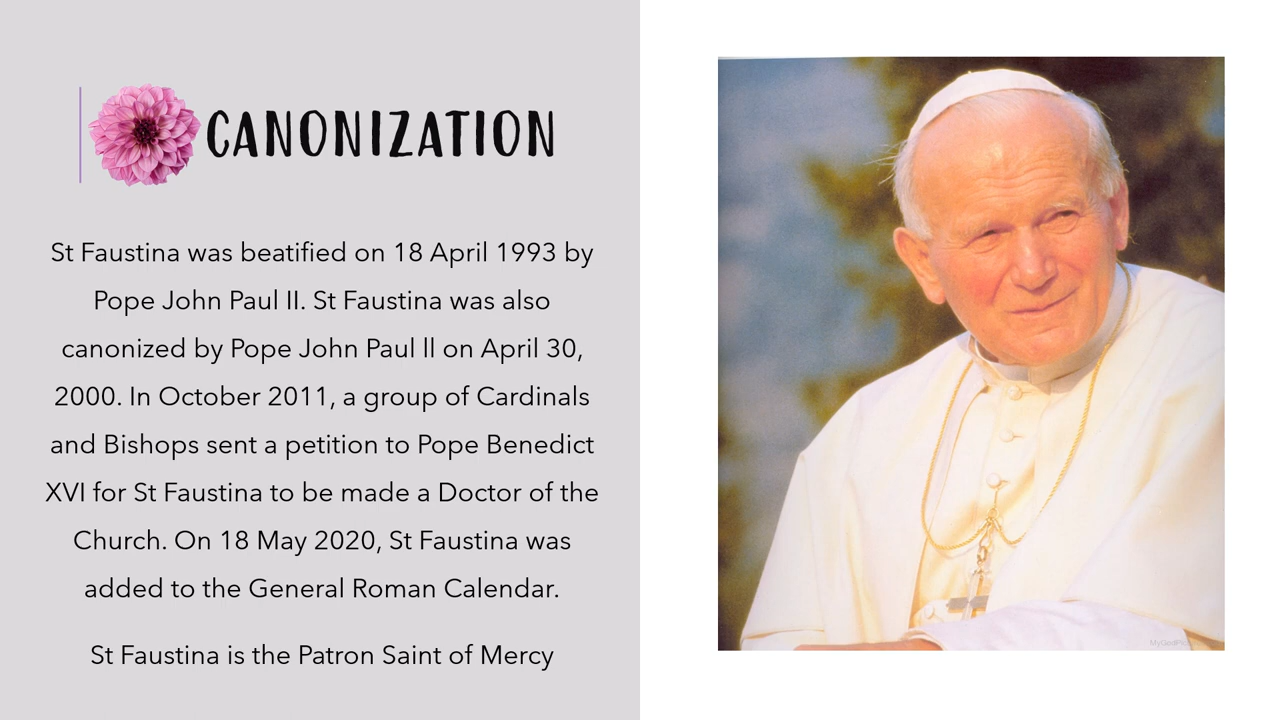 CANONIZATION
St Faustina was beatified on 18 April 1993 by
Pope John Paul II. St Faustina was also
canonized by Pope John Paul ll on April 30,
2000. In October 2011, a group of Cardinals
and Bishops sent a petition to Pope Benedict
XVI for St Faustina to be made a Doctor of the
Church. On 18 May 2020, St Faustina was
added to the General Roman Calendar.
St Faustina is the Patron Saint of Mercy